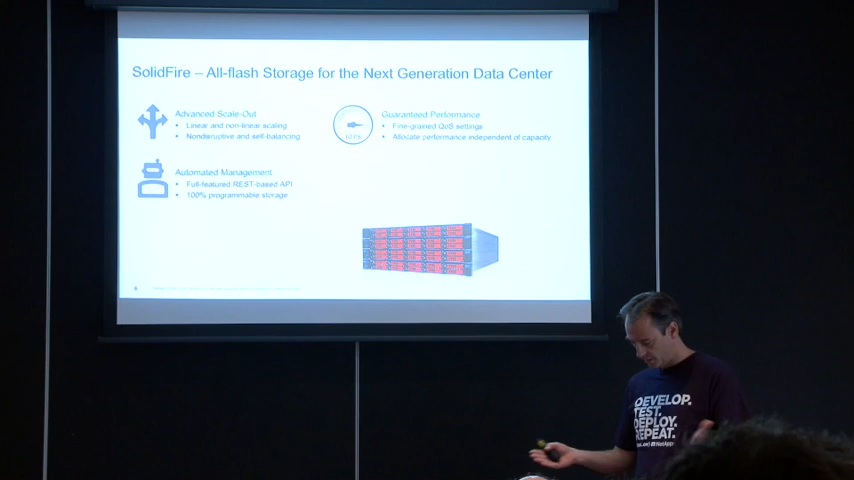 SolidFire – All-flash Storage for the Next Generation Data Center
Advanced Scale-Out
• Linear and non-linear scaling
• Nondisruptive and self-balancing
Guaranteed Performance
• Fine-grained QoS settings
• Allocate performance independent of capacity
IOPS
Automated Management
• Full-featured REST-based API
• 100% programmable storage
DEVELOP.
TEST.
DEPLOY.
REPEAT.
NetApp